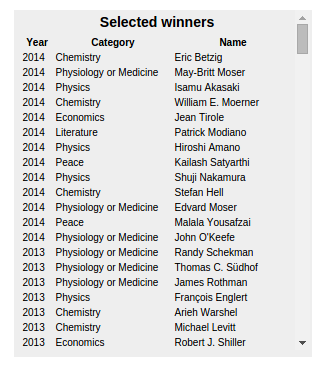 Selected winners
Year Category Name
2014 Chemistry Eric Betzig
2014 Physiology or Medicine May-Britt Moser
2014 Physics Isamu Akasaki
2014 Chemistry William E. Moerner
2014 Economics Jean Tirole
2014 Literature Patrick Modiano
2014 Physics Hiroshi Amano
2014 Peace Kailash Satyarthi
2014 Physics Shuji Nakamura
2014 Chemistry Stefan Hell
2014 Physiology or Medicine Edvard Moser
2014 Peace Malala Yousafzai
2014 Physiology or Medicine John O'Keefe
2013 Physiology or Medicine Randy Schekman
2013 Physiology or Medicine Thomas C. Südhof
2013 Physiology or Medicine James Rothman
2013 Physics François Englert
2013 Chemistry Arieh Warshel
2013 Chemistry Michael Levitt
2013 Economics Robert J. Shiller